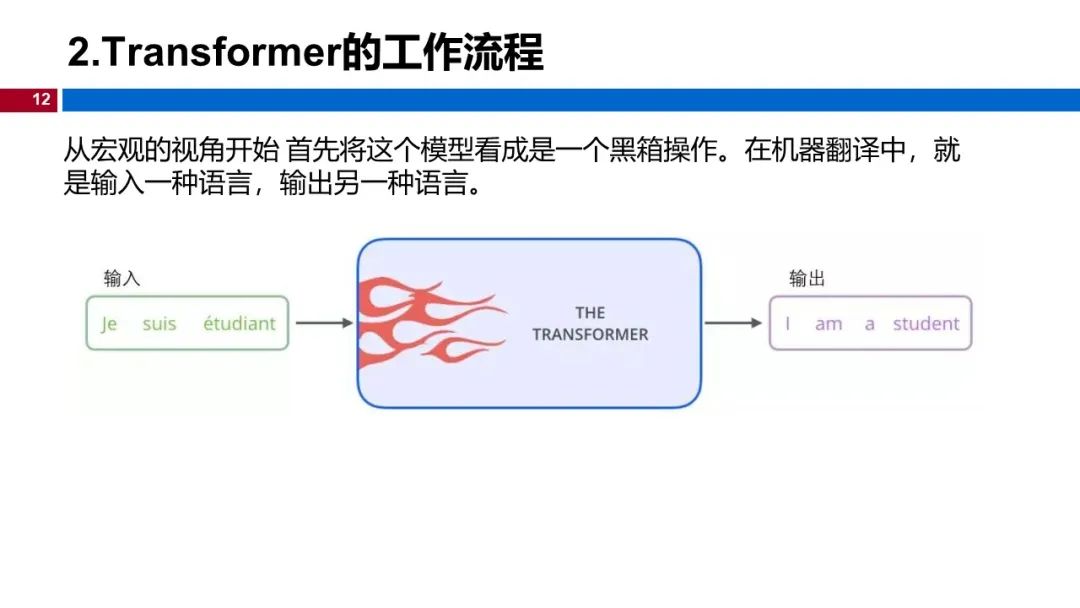 2.Transformer的工作流程
12
从宏观的视角开始 首先将这个模型看成是一个黑箱操作。在机器翻译中，就
是输入一种语言，输出另一种语言。
输入
Je suis étudiant
THE
TRANSFORMER
输出
I am a student